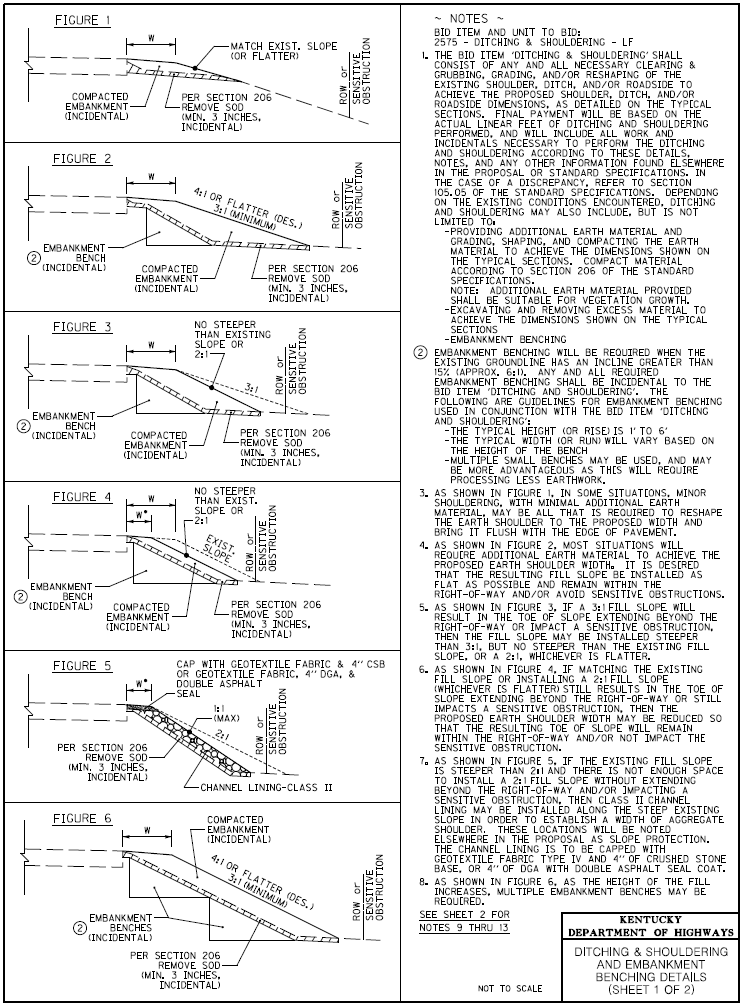 FIGURE 1
W
MATCH EXIST. SLOPE
(OR FLATTER)
ROW or
SENSITIVE
OBSTRUCTION
COMPACTED
EMBANKMENT
(INCIDENTAL)
PER SECTION 206
REMOVE SOD
(MIN. 3 INCHES,
INCIDENTAL)
FIGURE 2
W
4:1 OR FLATTER (DES.)
3:1 (MINIMUM)
ROW or
SENSITIVE
OBSTRUCTION
2 EMBANKMENT
BENCH
(INCIDENTAL)
COMPACTED
EMBANKMENT
(INCIDENTAL)
PER SECTION 206
REMOVE SOD
(MIN. 3 INCHES,
INCIDENTAL)
FIGURE 3
NO STEEPER
THAN EXISTING
SLOPE OR
2:1
W
3:1
ROW or
SENSITIVE
OBSTRUCTION
2 EMBANKMENT
BENCH
(INCIDENTAL)
COMPACTED
EMBANKMENT
(INCIDENTAL)
PER SECTION 206
REMOVE SOD
(MIN. 3 INCHES,
INCIDENTAL)
FIGURE 4
NO STEEPER
THAN EXIST.
SLOPE OR
2:1
W
W*
EXIST.
SLOPE
ROW or
SENSITIVE
OBSTRUCTION
2 EMBANKMENT
BENCH
(INCIDENTAL)
COMPACTED
EMBANKMENT
(INCIDENTAL)
PER SECTION 206
REMOVE SOD
(MIN. 3 INCHES,
INCIDENTAL)
FIGURE 5
CAP WITH GEOTEXTILE FABRIC & 4" CSB
OR GEOTEXTILE FABRIC, 4" DGA, &
DOUBLE ASPHALT
SEAL
W*
1:1
(MAX)
2:1
ROW or
SENSITIVE
OBSTRUCTION
PER SECTION 206
REMOVE SOD
(MIN. 3 INCHES,
INCIDENTAL)
CHANNEL LINING-CLASS II
FIGURE 6
W
COMPACTED
EMBANKMENT
(INCIDENTAL)
4:1 OR FLATTER (DES.)
3:1 (MINIMUM)
ROW or
SENSITIVE
OBSTRUCTION
2 EMBANKMENT
BENCHES
(INCIDENTAL)
PER SECTION 206
REMOVE SOD
(MIN. 3 INCHES,
INCIDENTAL)
~ NOTES ~
BID ITEM AND UNIT TO BID:
2575 - DITCHING & SHOULDERING - LF
1. THE BID ITEM 'DITCHING & SHOULDERING' SHALL
CONSIST OF ANY AND ALL NECESSARY CLEARING &
GRUBBING, GRADING, AND/OR RESHAPING OF THE
EXISTING SHOULDER, DITCH, AND/OR ROADSIDE TO
ACHIEVE THE PROPOSED SHOULDER, DITCH, AND/OR
ROADSIDE DIMENSIONS, AS DETAILED ON THE TYPICAL
SECTIONS. FINAL PAYMENT WILL BE BASED ON THE
ACTUAL LINEAR FEET OF DITCHING AND SHOULDERING
PERFORMED, AND WILL INCLUDE ALL WORK AND
INCIDENTALS NECESSARY TO PERFORM THE DITCHING
AND SHOULDERING ACCORDING TO THESE DETAILS,
NOTES, AND ANY OTHER INFORMATION FOUND ELSEWHERE
IN THE PROPOSAL OR STANDARD SPECIFICATIONS. IN
THE CASE OF A DISCREPANCY, REFER TO SECTION
105.05 OF THE STANDARD SPECIFICATIONS. DEPENDING
ON THE EXISTING CONDITIONS ENCOUNTERED, DITCHING
AND SHOULDERING MAY ALSO INCLUDE, BUT IS NOT
LIMITED TO:
-PROVIDING ADDITIONAL EARTH MATERIAL AND
GRADING, SHAPING, AND COMPACTING THE EARTH
MATERIAL TO ACHIEVE THE DIMENSIONS SHOWN ON
THE TYPICAL SECTIONS. COMPACT MATERIAL
ACCORDING TO SECTION 206 OF THE STANDARD
SPECIFICATIONS.
NOTE: ADDITIONAL EARTH MATERIAL PROVIDED
SHALL BE SUITABLE FOR VEGETATION GROWTH.
-EXCAVATING AND REMOVING EXCESS MATERIAL TO
ACHIEVE THE DIMENSIONS SHOWN ON THE TYPICAL
SECTIONS
-EMBANKMENT BENCHING
2 EMBANKMENT BENCHING WILL BE REQUIRED WHEN THE
EXISTING GROUNDLINE HAS AN INCLINE GREATER THAN
15% (APPROX. 6:1). ANY AND ALL REQUIRED
EMBANKMENT BENCHING SHALL BE INCIDENTAL TO THE
BID ITEM 'DITCHING AND SHOULDERING'. THE
FOLLOWING ARE GUIDELINES FOR EMBANKMENT BENCHING
USED IN CONJUNCTION WITH THE BID ITEM 'DITCHING
AND SHOULDERING':
-THE TYPICAL HEIGHT (OR RISE) IS 1' TO 6'
-THE TYPICAL WIDTH (OR RUN) WILL VARY BASED ON
THE HEIGHT OF THE BENCH
-MULTIPLE SMALL BENCHES MAY BE USED, AND MAY
BE MORE ADVANTAGEOUS AS THIS WILL REQUIRE
PROCESSING LESS EARTHWORK.
3. AS SHOWN IN FIGURE 1, IN SOME SITUATIONS, MINOR
SHOULDERING, WITH MINIMAL ADDITIONAL EARTH
MATERIAL, MAY BE ALL THAT IS REQUIRED TO RESHAPE
THE EARTH SHOULDER TO THE PROPOSED WIDTH AND
BRING IT FLUSH WITH THE EDGE OF PAVEMENT.
4. AS SHOWN IN FIGURE 2, MOST SITUATIONS WILL
REQUIRE ADDITIONAL EARTH MATERIAL TO ACHIEVE THE
PROPOSED EARTH SHOULDER WIDTH. IT IS DESIRED
THAT THE RESULTING FILL SLOPE BE INSTALLED AS
FLAT AS POSSIBLE AND REMAIN WITHIN THE
RIGHT-OF-WAY AND/OR AVOID SENSITIVE OBSTRUCTIONS.
5. AS SHOWN IN FIGURE 3, IF A 3:1 FILL SLOPE WILL
RESULT IN THE TOE OF SLOPE EXTENDING BEYOND THE
RIGHT-OF-WAY OR IMPACT A SENSITIVE OBSTRUCTION,
THEN THE FILL SLOPE MAY BE INSTALLED STEEPER
THAN 3:1, BUT NO STEEPER THAN THE EXISTING FILL
SLOPE, OR A 2:1, WHICHEVER IS FLATTER.
6. AS SHOWN IN FIGURE 4, IF MATCHING THE EXISTING
FILL SLOPE OR INSTALLING A 2:1 FILL SLOPE
(WHICHEVER IS FLATTER) STILL RESULTS IN THE TOE OF
SLOPE EXTENDING BEYOND THE RIGHT-OF-WAY OR STILL
IMPACTS A SENSITIVE OBSTRUCTION, THEN THE
PROPOSED EARTH SHOULDER WIDTH MAY BE REDUCED SO
THAT THE RESULTING TOE OF SLOPE WILL REMAIN
WITHIN THE RIGHT-OF-WAY AND/OR NOT IMPACT THE
SENSITIVE OBSTRUCTION.
7. AS SHOWN IN FIGURE 5, IF THE EXISTING FILL SLOPE
IS STEEPER THAN 2:1 AND THERE IS NOT ENOUGH SPACE
TO INSTALL A 2:1 FILL SLOPE WITHOUT EXTENDING
BEYOND THE RIGHT-OF-WAY AND/OR IMPACTING A
SENSITIVE OBSTRUCTION, THEN CLASS II CHANNEL
LINING MAY BE INSTALLED ALONG THE STEEP EXISTING
SLOPE IN ORDER TO ESTABLISH A WIDTH OF AGGREGATE
SHOULDER. THESE LOCATIONS WILL BE NOTED
ELSEWHERE IN THE PROPOSAL AS SLOPE PROTECTION.
THE CHANNEL LINING IS TO BE CAPPED WITH
GEOTEXTILE FABRIC TYPE IV AND 4" OF CRUSHED STONE
BASE, OR 4" OF DGA WITH DOUBLE ASPHALT SEAL COAT.
8. AS SHOWN IN FIGURE 6, AS THE HEIGHT OF THE FILL
INCREASES, MULTIPLE EMBANKMENT BENCHES MAY BE
REQUIRED.
SEE SHEET 2 FOR
NOTES 9 THRU 13
NOT TO SCALE
KENTUCKY
DEPARTMENT OF HIGHWAYS
DITCHING & SHOULDERING
AND EMBANKMENT
BENCHING DETAILS
(SHEET 1 OF 2)